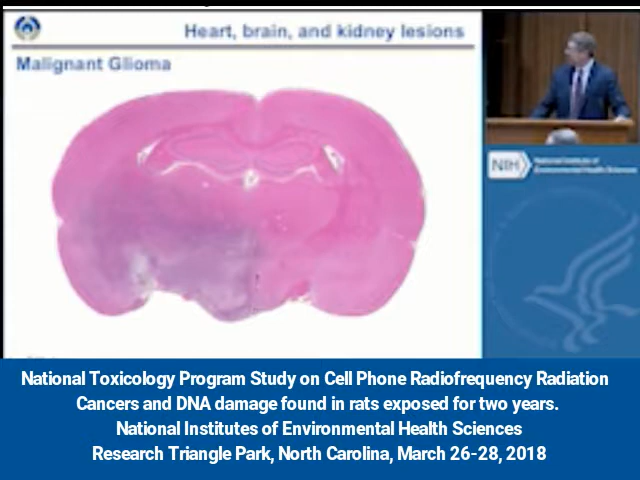 Heart, brain, and kidney lesions
Malignant Glioma
NIH
National Institute of
Environmental Health Sciences
National Toxicology Program Study on Cell Phone Radiofrequency Radiation
Cancers and DNA damage found in rats exposed for two years.
National Institutes of Environmental Health Sciences
Research Triangle Park, North Carolina, March 26-28, 2018